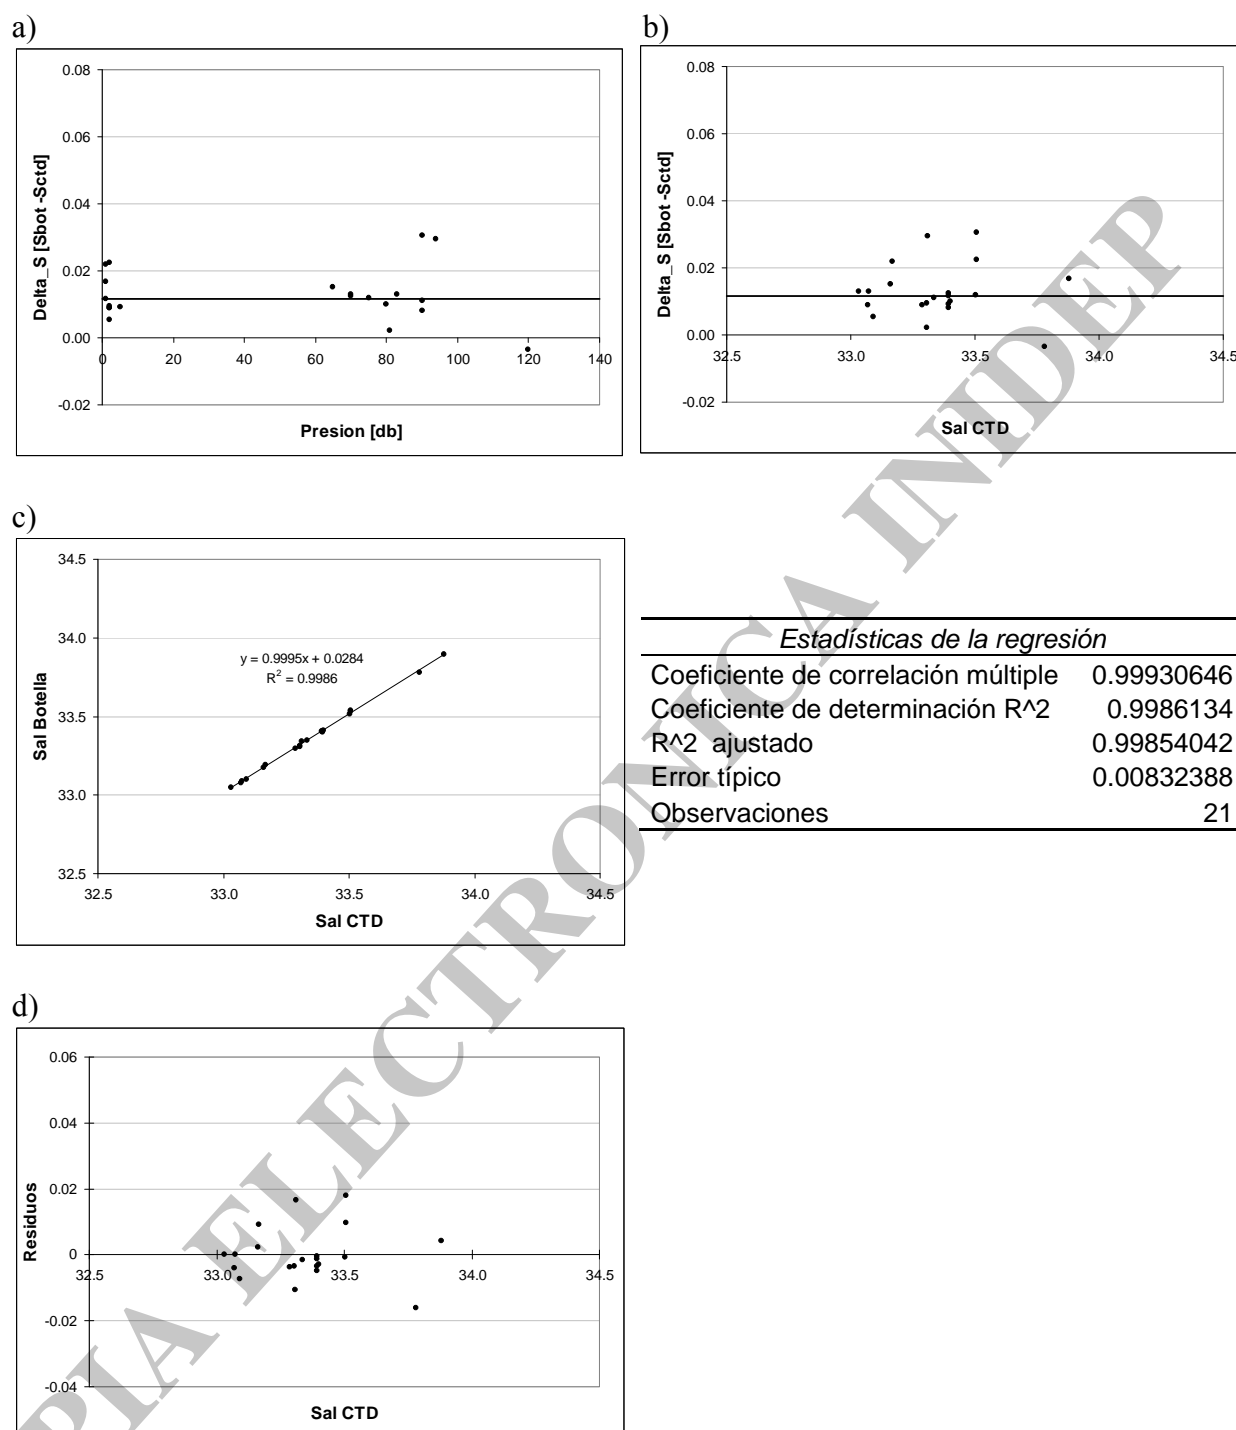 a)
0.08
0.06
0.04
0.02
0.00
-0.02
0 20 40 60 80 100 120 140
Delta_S [Sbot -Sctd]
Presion [db]
b)
0.08
0.06
0.04
0.02
0.00
-0.02
32.5 33.0 33.5 34.0 34.5
Delta_S [Sbot -Sctd]
Sal CTD
c)
34.5
34.0
33.5
33.0
32.5
32.5 33.0 33.5 34.0 34.5
y = 0.9995x + 0.0284
R² = 0.9986
Sal Botella
Sal CTD
Estadísticas de la regresión
Coeficiente de correlación múltiple 0.99930646
Coeficiente de determinación R^2 0.9986134
R^2 ajustado 0.99854042
Error típico 0.00832388
Observaciones 21
d)
0.06
0.04
0.02
0
-0.02
-0.04
32.5 33.0 33.5 34.0 34.5
Residuos
Sal CTD
PIA ELECTRONICA INIDEP